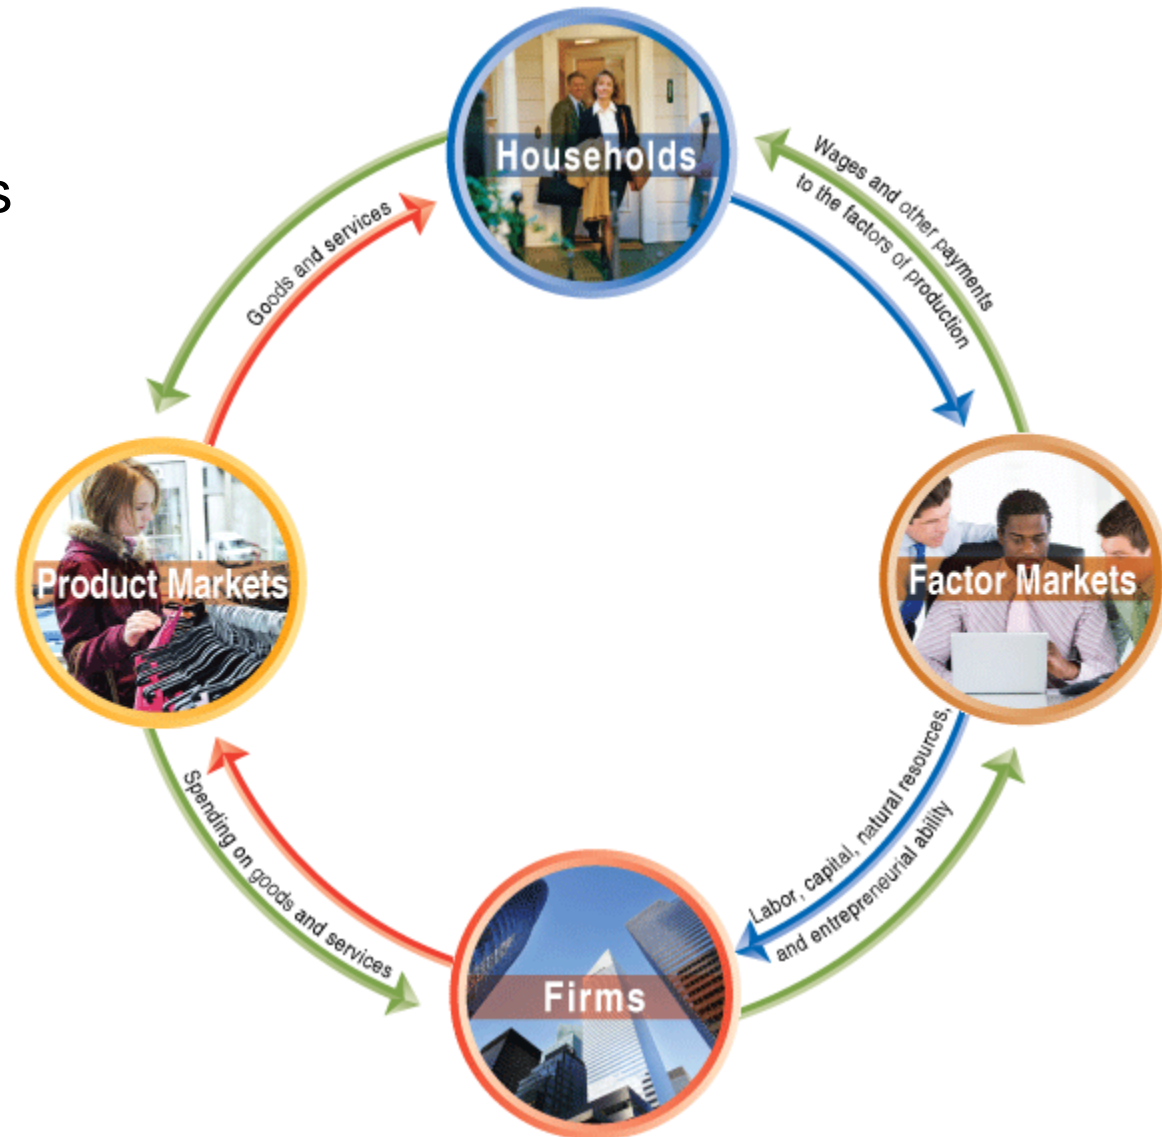 Households
Wages and other payments
to the factors of production
s
Goods and services
Product Markets
Factor Markets
Spending on goods and services
Labor, capital, natural resources,
and entrepreneurial ability
Firms